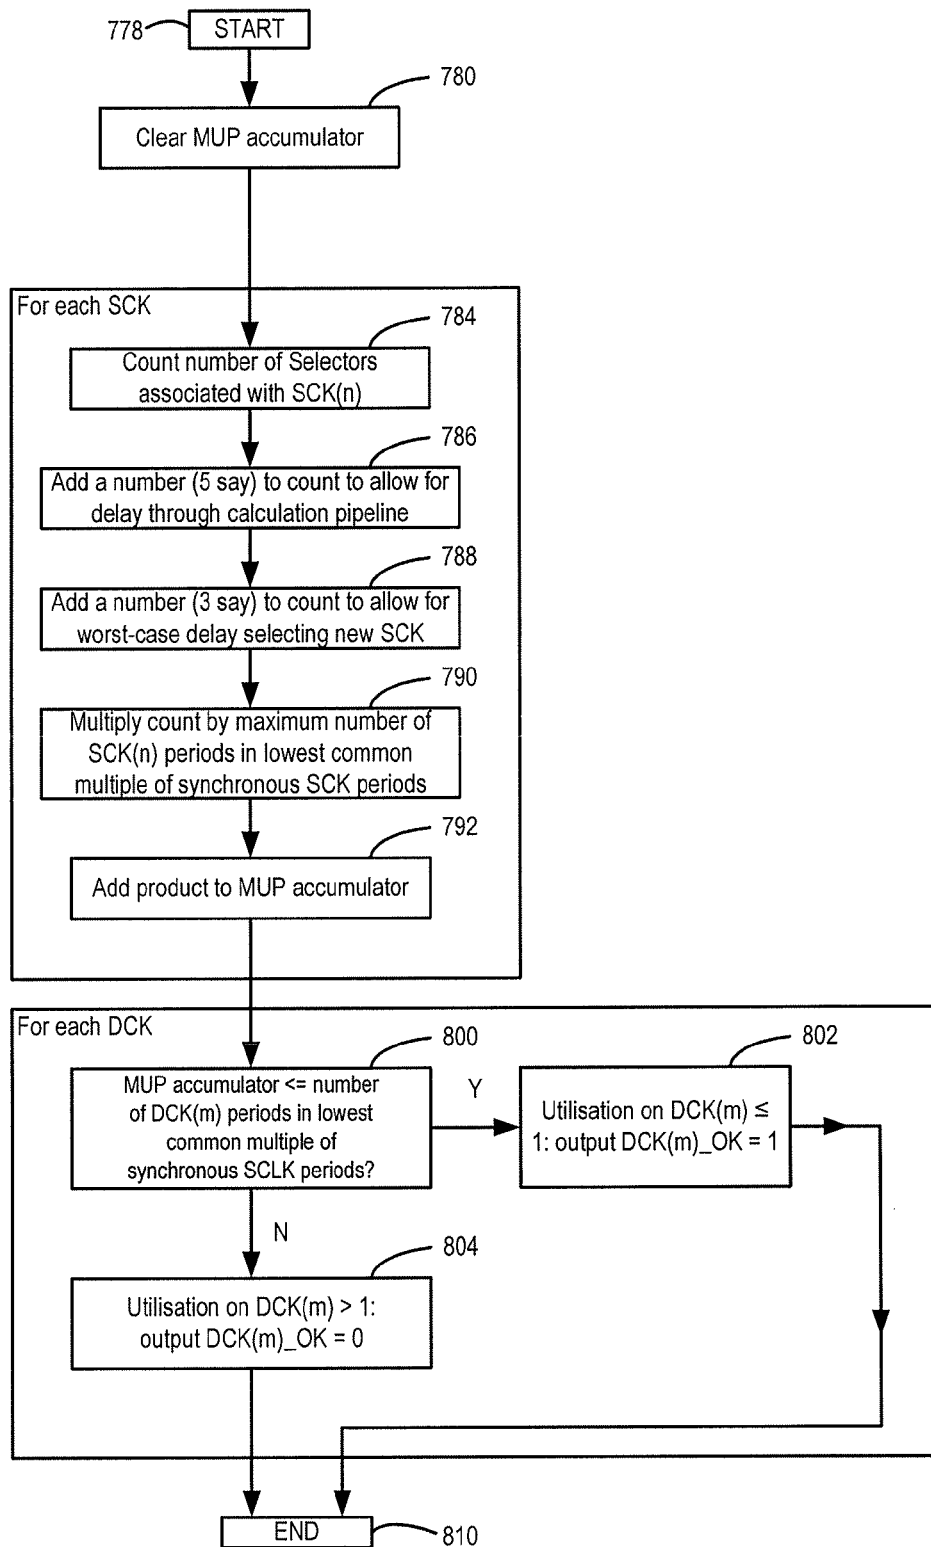 778
START
780
Clear MUP accumulator
For each SCK
784
Count number of Selectors
associated with SCK(n)
786
Add a number (5 say) to count to allow for
delay through calculation pipeline
788
Add a number (3 say) to count to allow for
worst-case delay selecting new SCK
790
Multiply count by maximum number of
SCK(n) periods in lowest common
multiple of synchronous SCK periods
792
Add product to MUP accumulator
For each DCK
800
MUP accumulator <= number
of DCK(m) periods in lowest
common multiple of
synchronous SCLK periods?
Y
802
Utilisation on DCK(m) ≤
1: output DCK(m)_OK = 1
N
804
Utilisation on DCK(m) > 1:
output DCK(m)_OK = 0
END
810